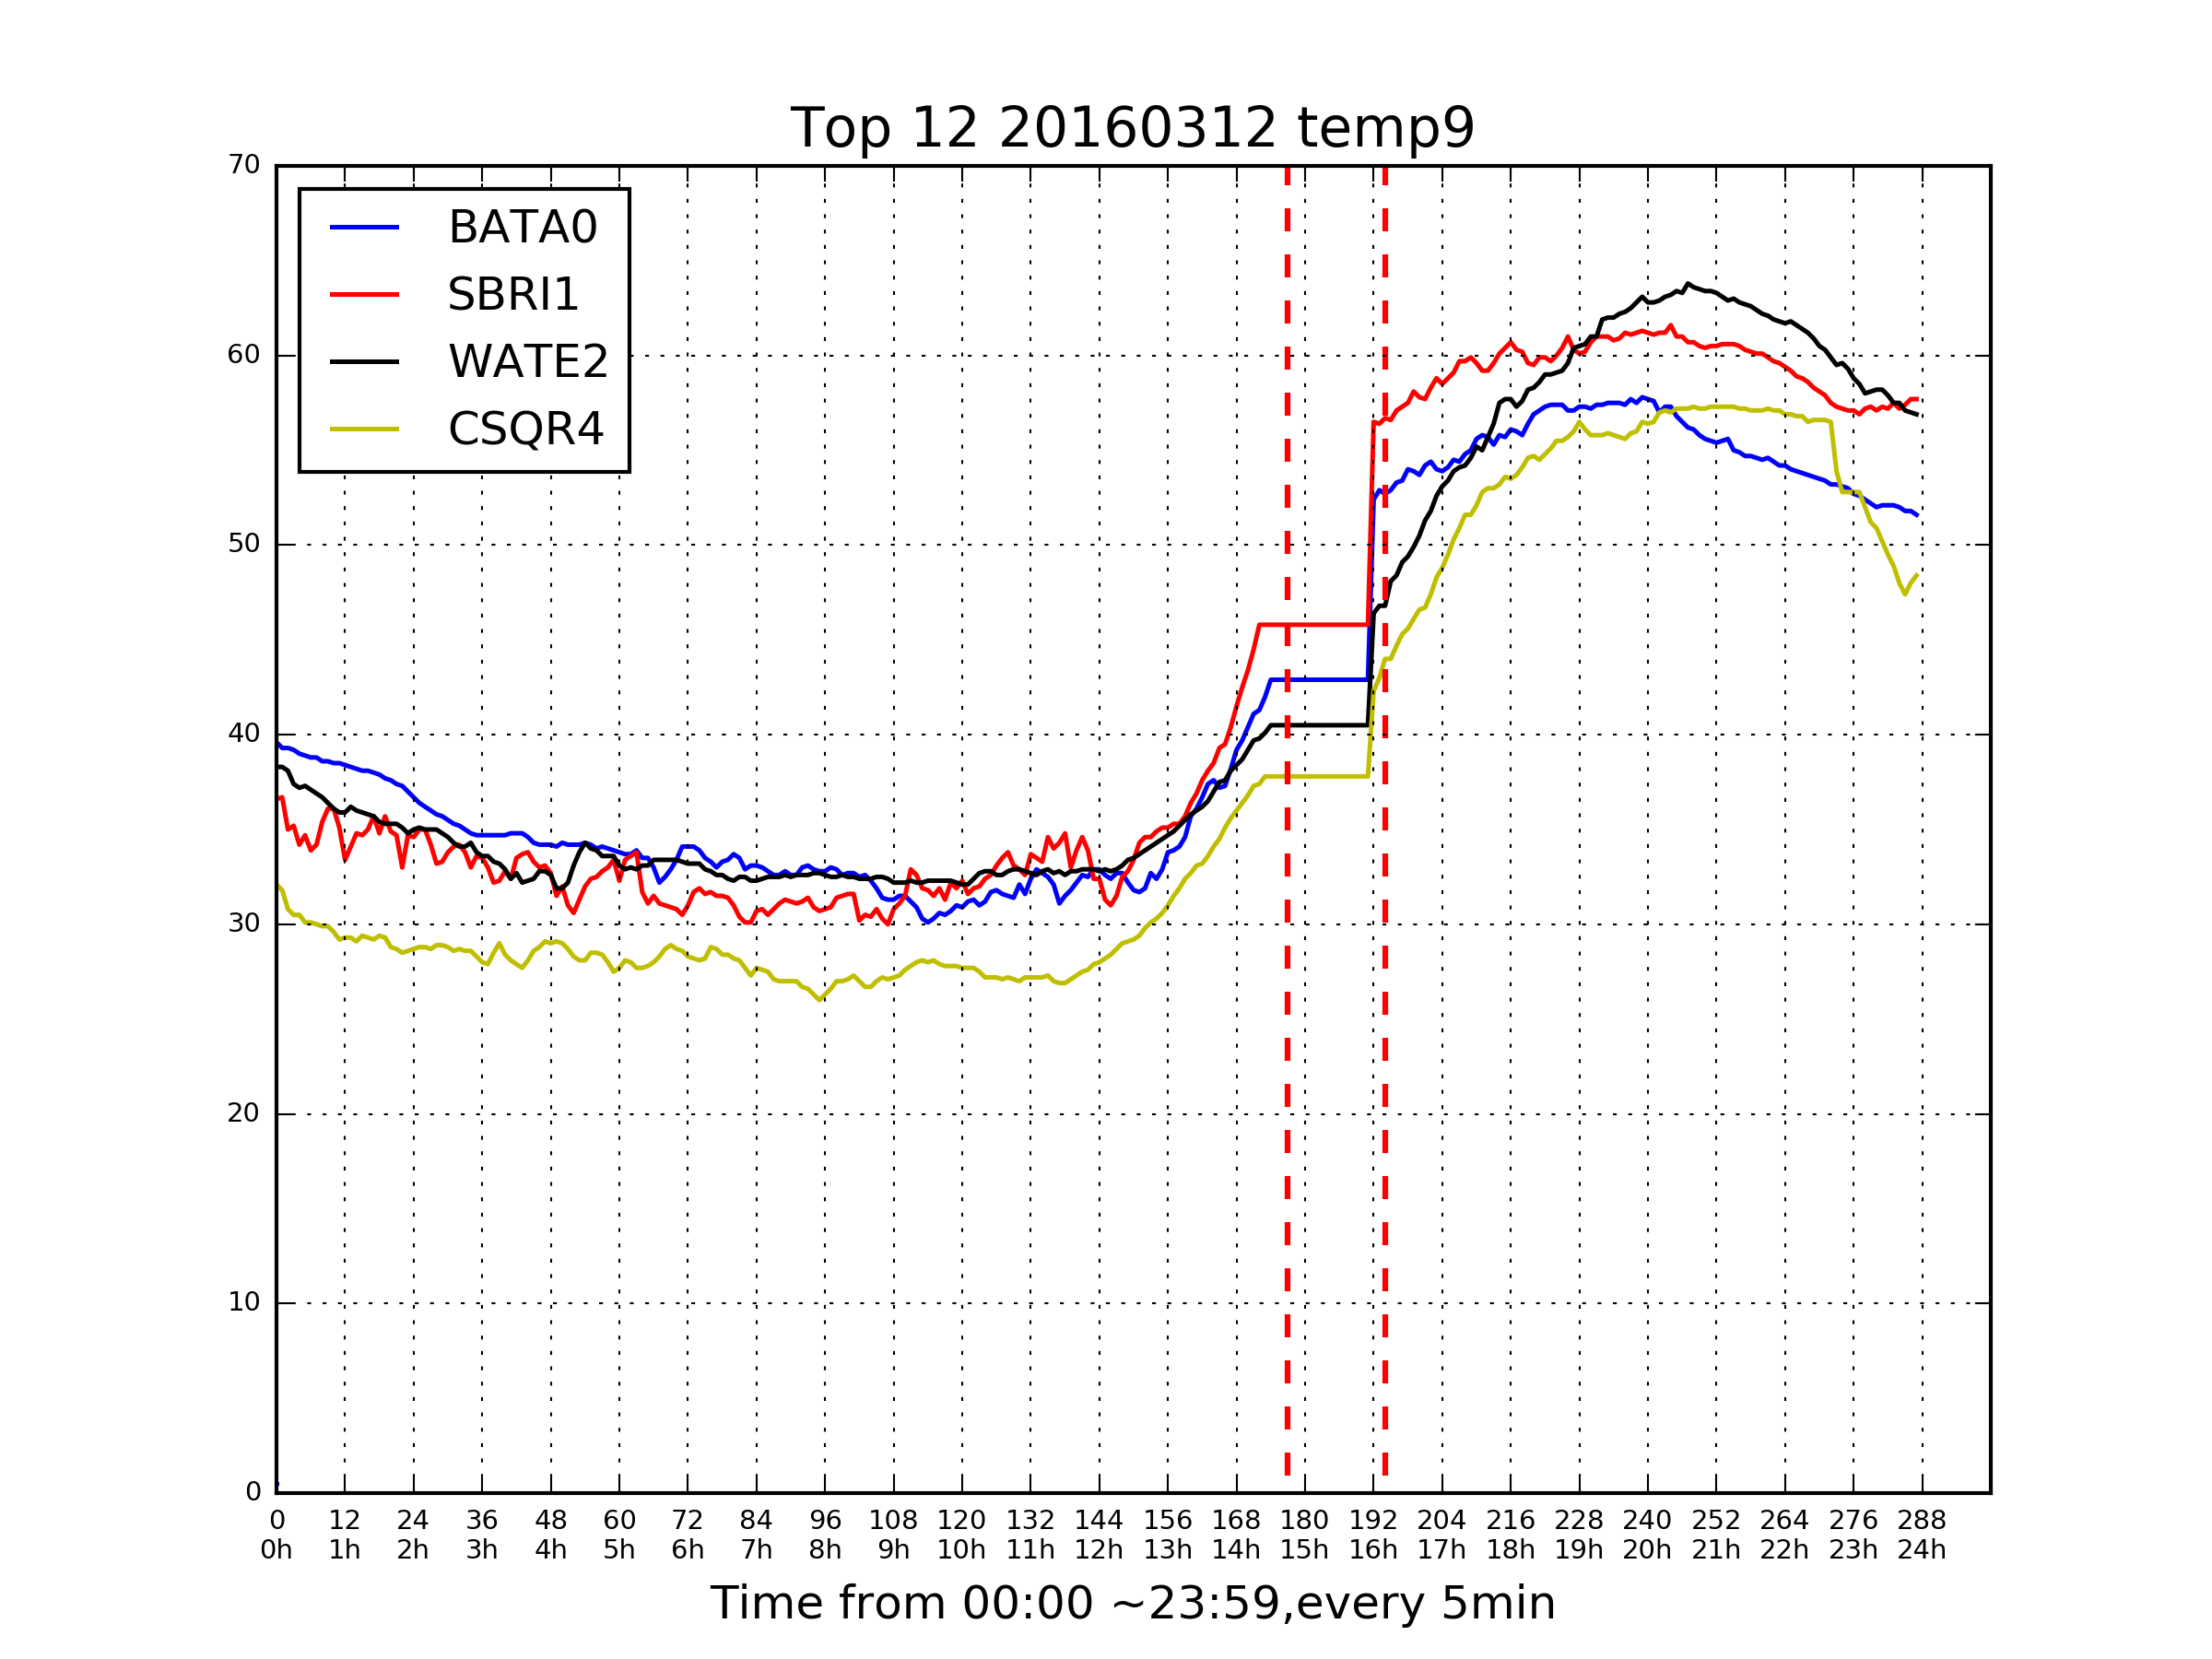 Top 12 20160312 temp9
70
60
50
40
30
20
10
0
BATA0
SBRI1
WATE2
CSQR4
0 12 24 36 48 60 72 84 96 108 120 132 144 156 168 180 192 204 216 228 240 252 264 276 288
0h 1h 2h 3h 4h 5h 6h 7h 8h 9h 10h 11h 12h 13h 14h 15h 16h 17h 18h 19h 20h 21h 22h 23h 24h
Time from 00:00 ~23:59,every 5min